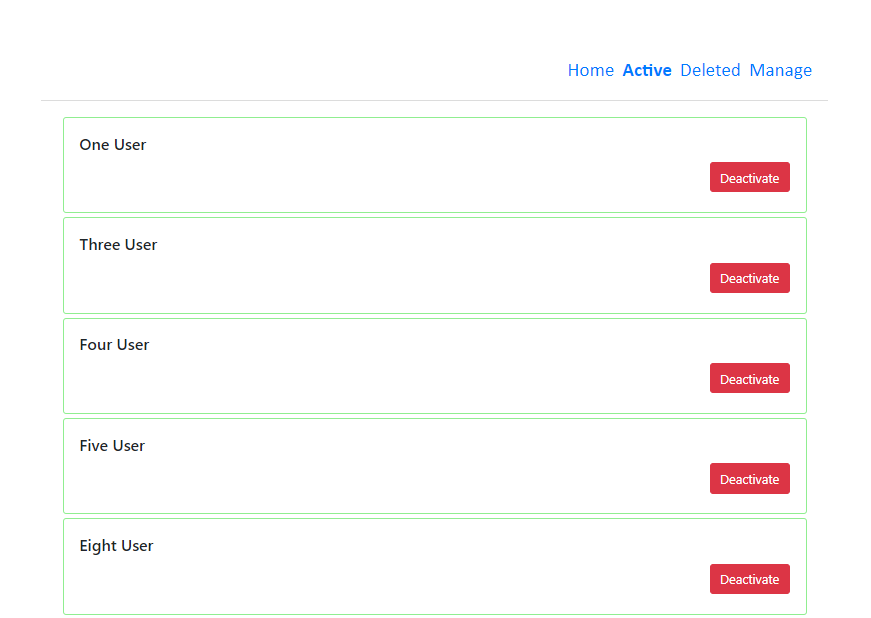 Home Active Deleted Manage
One User
Deactivate
Three User
Deactivate
Four User
Deactivate
Five User
Deactivate
Eight User
Deactivate